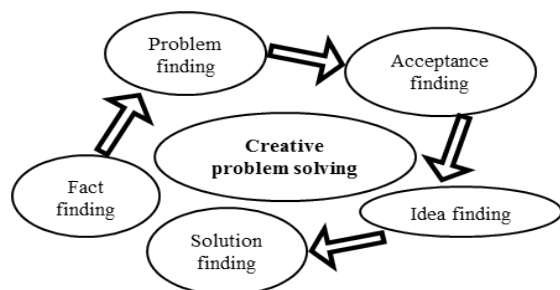 Problem
finding
Acceptance
finding
Creative
problem solving
Fact
finding
Idea finding
Solution
finding